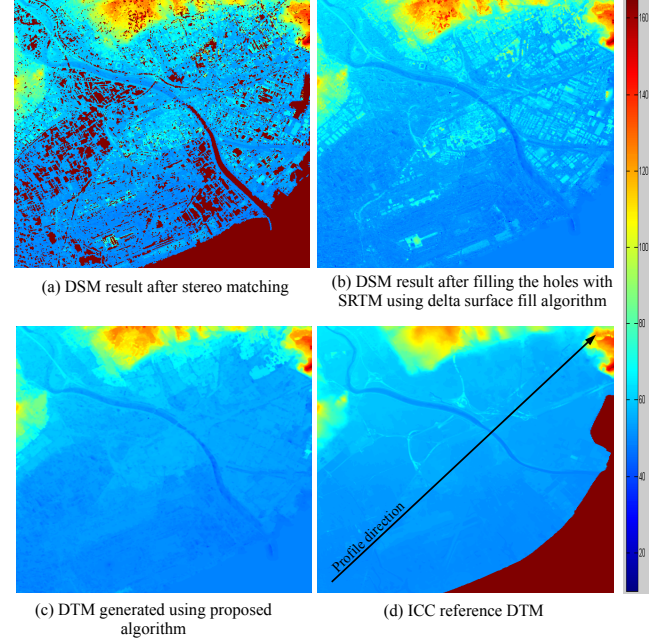 (a) DSM result after stereo matching
(b) DSM result after filling the holes with
SRTM using delta surface fill algorithm
160
140
120
100
80
60
40
20
Profile direction
(c) DTM generated using proposed
algorithm
(d) ICC reference DTM